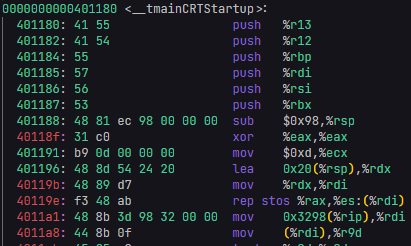 0000000000401180 <__tmainCRTStartup>:
401180: 41 55 push %r13
401182: 41 54 push %r12
401184: 55 push %rbp
401185: 57 push %rdi
401186: 56 push %rsi
401187: 53 push %rbx
401188: 48 81 ec 98 00 00 00 sub $0x98,%rsp
40118f: 31 c0 xor %eax,%eax
401191: b9 0d 00 00 00 mov $0xd,%ecx
401196: 48 8d 54 24 20 lea 0x20(%rsp),%rdx
40119b: 48 89 d7 mov %rdx,%rdi
40119e: f3 48 ab rep stos %rax,%es:(%rdi)
4011a1: 48 8b 3d 98 32 00 00 mov 0x3298(%rip),%rdi
4011a8: 44 8b 0f mov (%rdi),%r9d